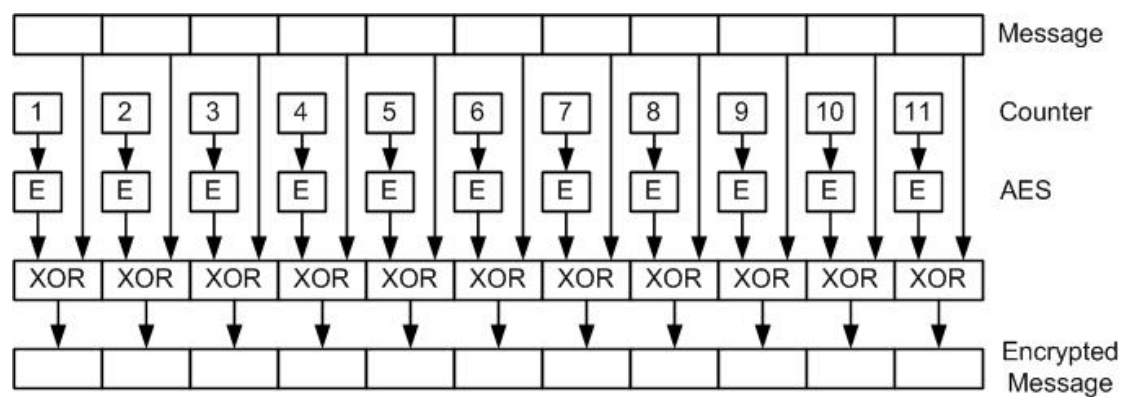 Message
1 2 3 4 5 6 7 8 9 10 11 Counter
E E E E E E E E E E E AES
XOR XOR XOR XOR XOR XOR XOR XOR XOR XOR XOR
Encrypted
Message